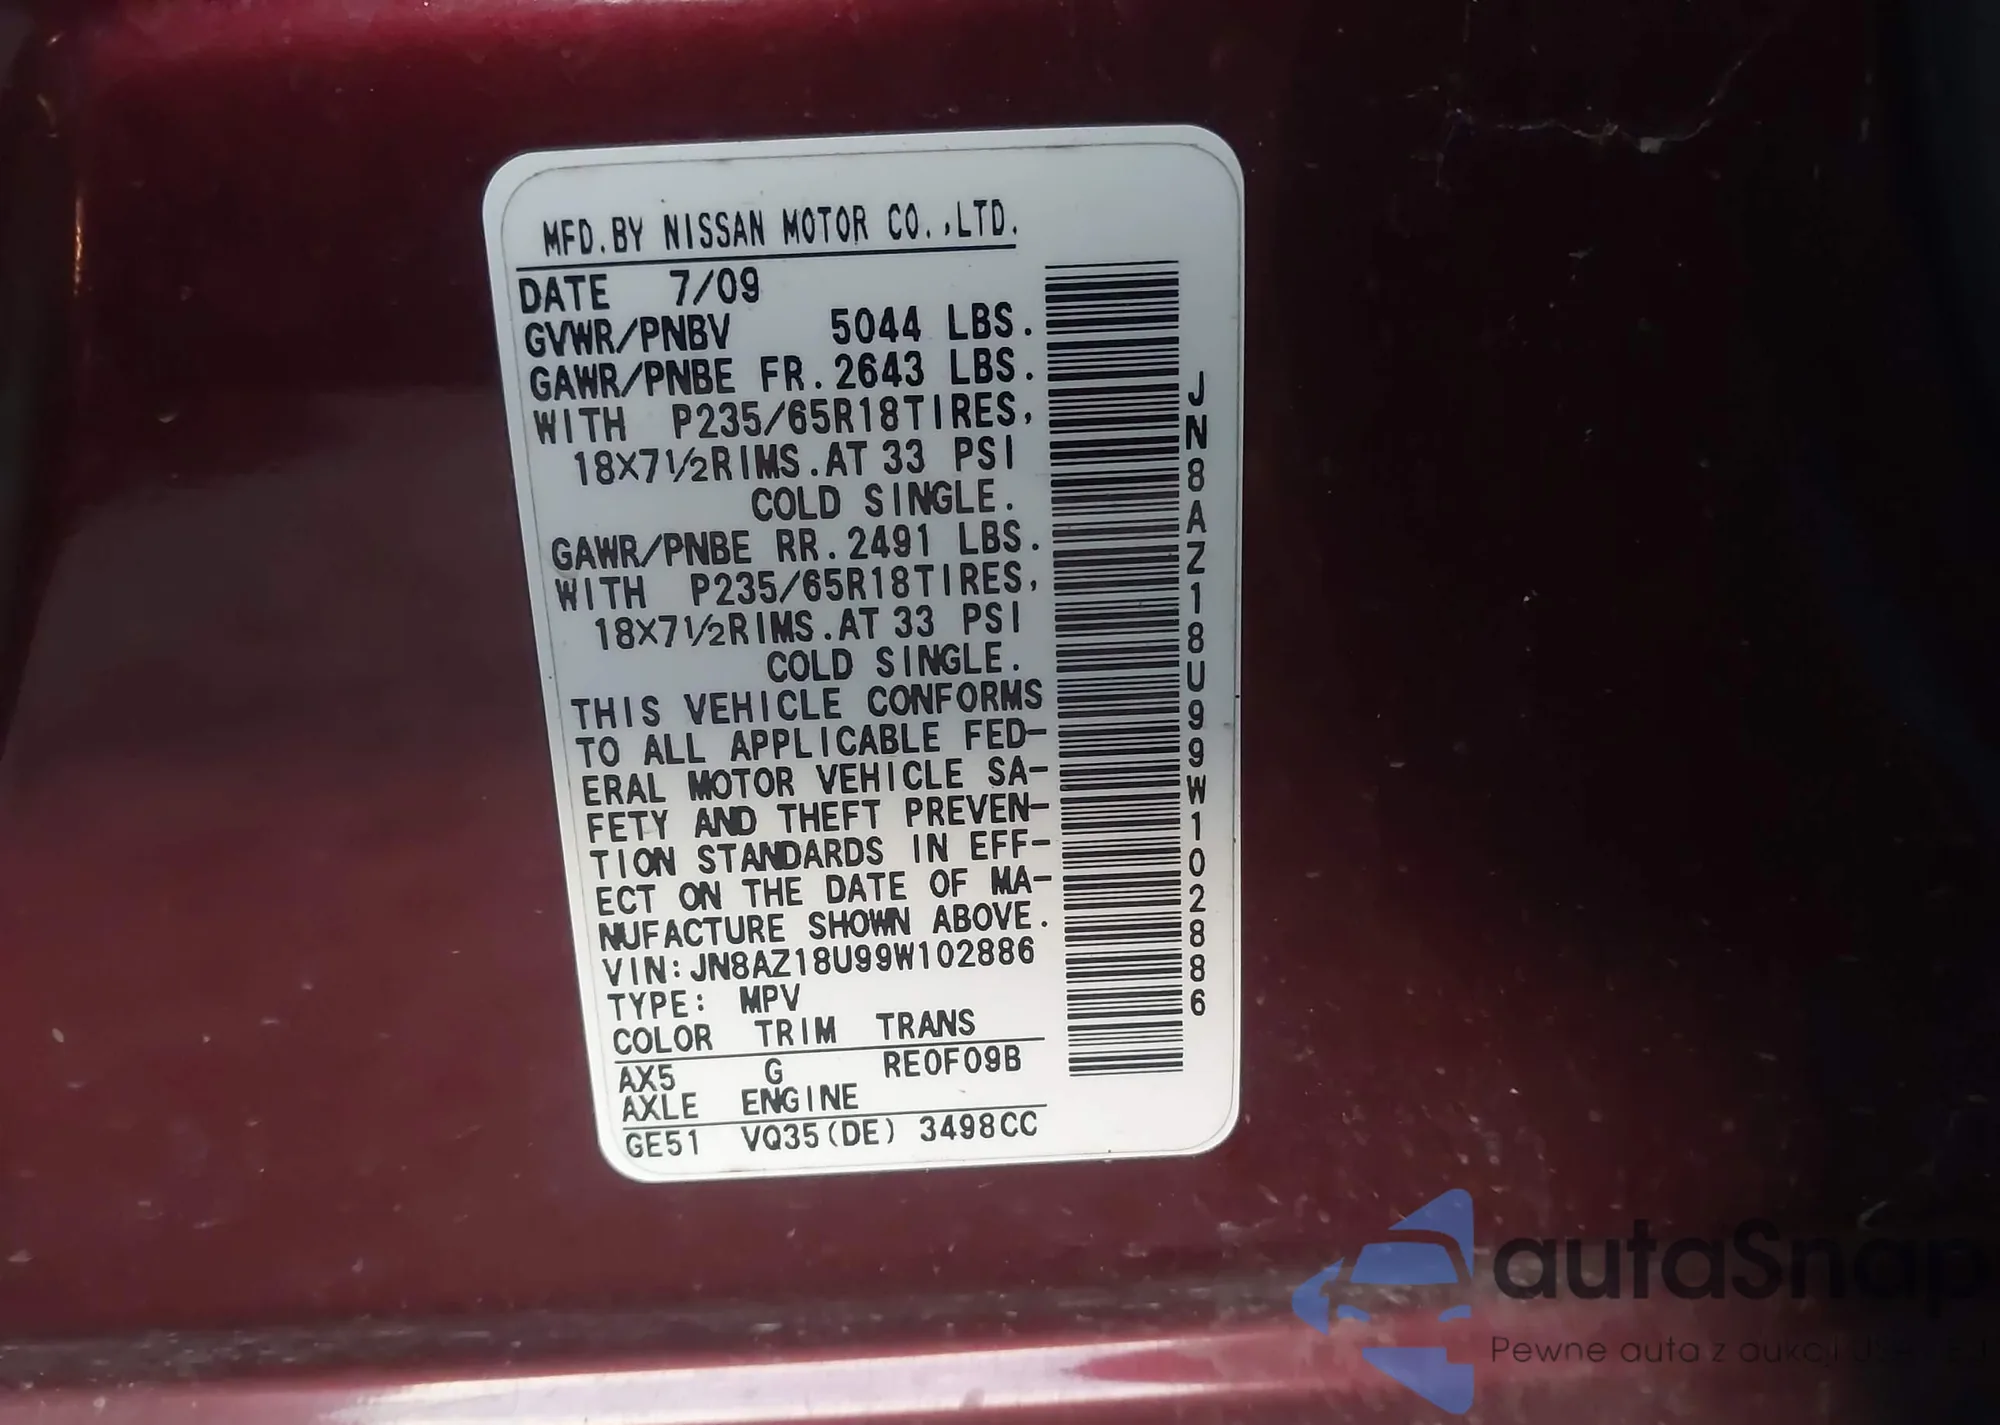 MFD.BY NISSAN MOTOR CO.,LTD.
DATE 7/09
GVWR/PNBV 5044 LBS.
GAWR/PNBE FR.2643 LBS.
WITH P235/65R18TIRES,
18X7½RIMS.AT 33 PSI
COLD SINGLE.
GAWR/PNBE RR.2491 LBS.
WITH P235/65R18TIRES,
18X7½RIMS.AT 33 PSI
COLD SINGLE.
THIS VEHICLE CONFORMS
TO ALL APPLICABLE FED-
ERAL MOTOR VEHICLE SA-
FETY AND THEFT PREVEN-
TION STANDARDS IN EFF-
ECT ON THE DATE OF MA-
NUFACTURE SHOWN ABOVE.
VIN:JN8AZ18U99W102886
TYPE: MPV
COLOR TRIM TRANS
AX5 G RE0F09B
AXLE ENGINE
GE51 VQ35(DE) 3498CC
JN8AZ18U99W102886
autaSnap
Pewne auta z aukcji